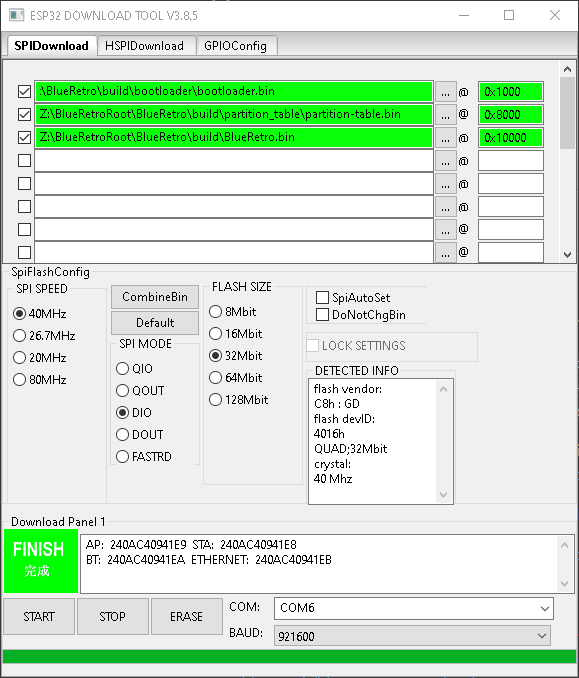 ESP32 DOWNLOAD TOOL V3.8.5
SPIDownload HSPIDownload GPIOConfig
:\BlueRetro\build\bootloader\bootloader.bin ... @ 0x1000
Z:\BlueRetroRoot\BlueRetro\build\partition_table\partition-table.bin ... @ 0x8000
Z:\BlueRetroRoot\BlueRetro\build\BlueRetro.bin ... @ 0x10000
... @
... @
... @
... @
... @
SpiFlashConfig
SPI SPEED
40MHz
26.7MHz
20MHz
80MHz
CombineBin
Default
SPI MODE
QIO
QOUT
DIO
DOUT
FASTRD
FLASH SIZE
8Mbit
16Mbit
32Mbit
64Mbit
128Mbit
SpiAutoSet
DoNotChgBin
LOCK SETTINGS
DETECTED INFO
flash vendor:
C8h : GD
flash devID:
4016h
QUAD;32Mbit
crystal:
40 Mhz
Download Panel 1
FINISH
完成
AP: 240AC40941E9 STA: 240AC40941E8
BT: 240AC40941EA ETHERNET: 240AC40941EB
START STOP ERASE
COM: COM6
BAUD: 921600